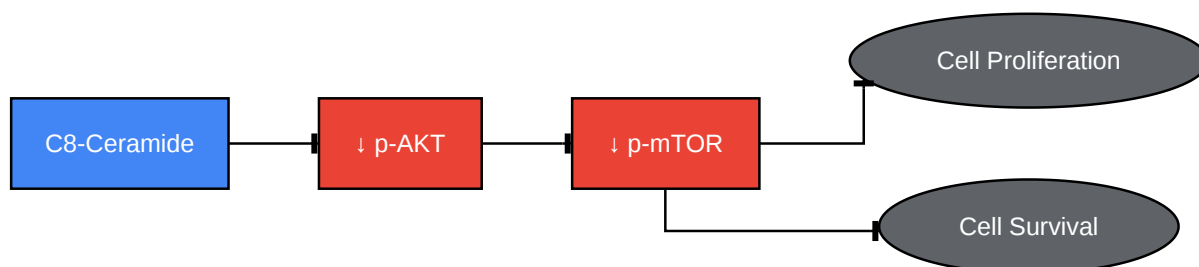 C8-Ceramide
↓ p-AKT
↓ p-mTOR
Cell Proliferation
Cell Survival